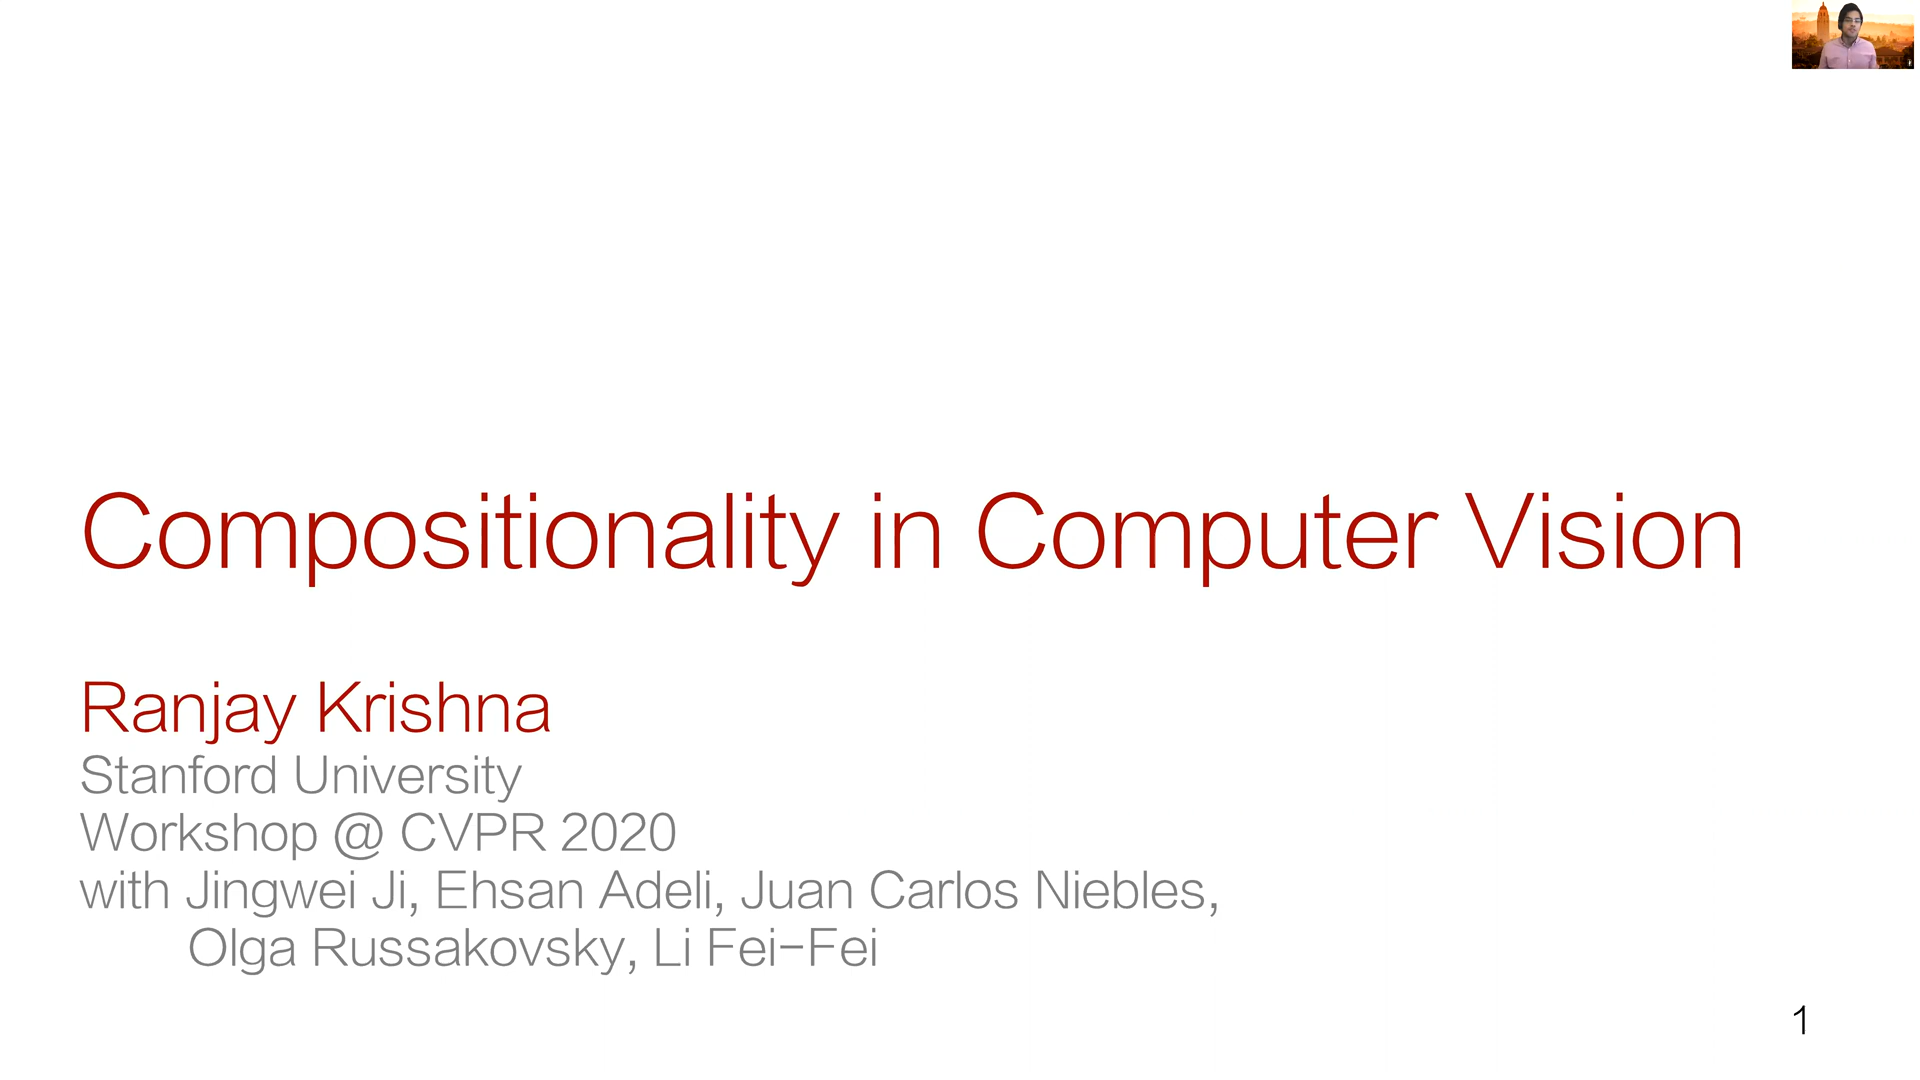 Compositionality in Computer Vision
Ranjay Krishna
Stanford University
Workshop @ CVPR 2020
with Jingwei Ji, Ehsan Adeli, Juan Carlos Niebles,
Olga Russakovsky, Li Fei-Fei
1